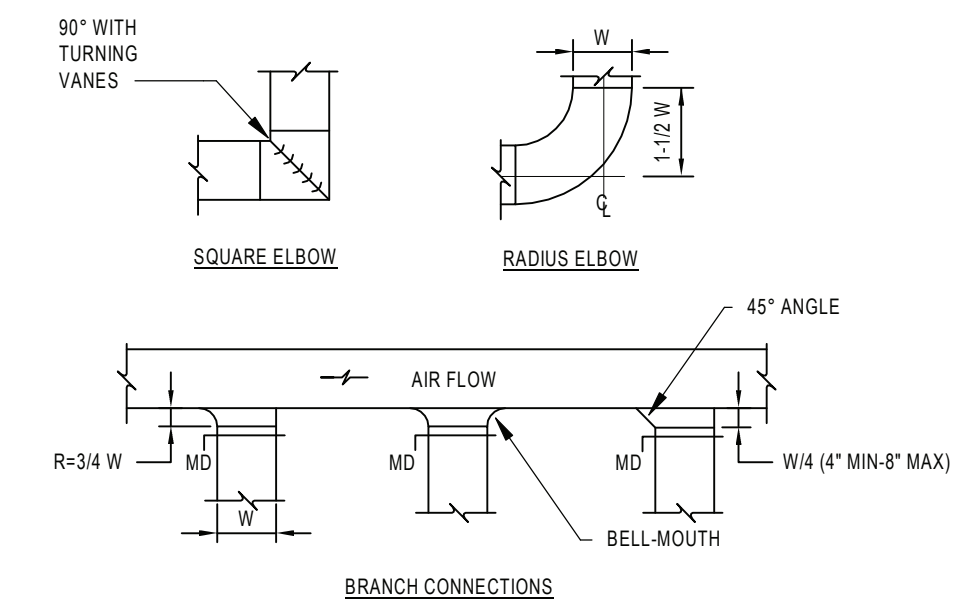 90° WITH
TURNING
VANES
W
1-1/2 W
℄
SQUARE ELBOW
RADIUS ELBOW
45° ANGLE
AIR FLOW
R=3/4 W
MD
MD
MD
W/4 (4" MIN-8" MAX)
W
BELL-MOUTH
BRANCH CONNECTIONS